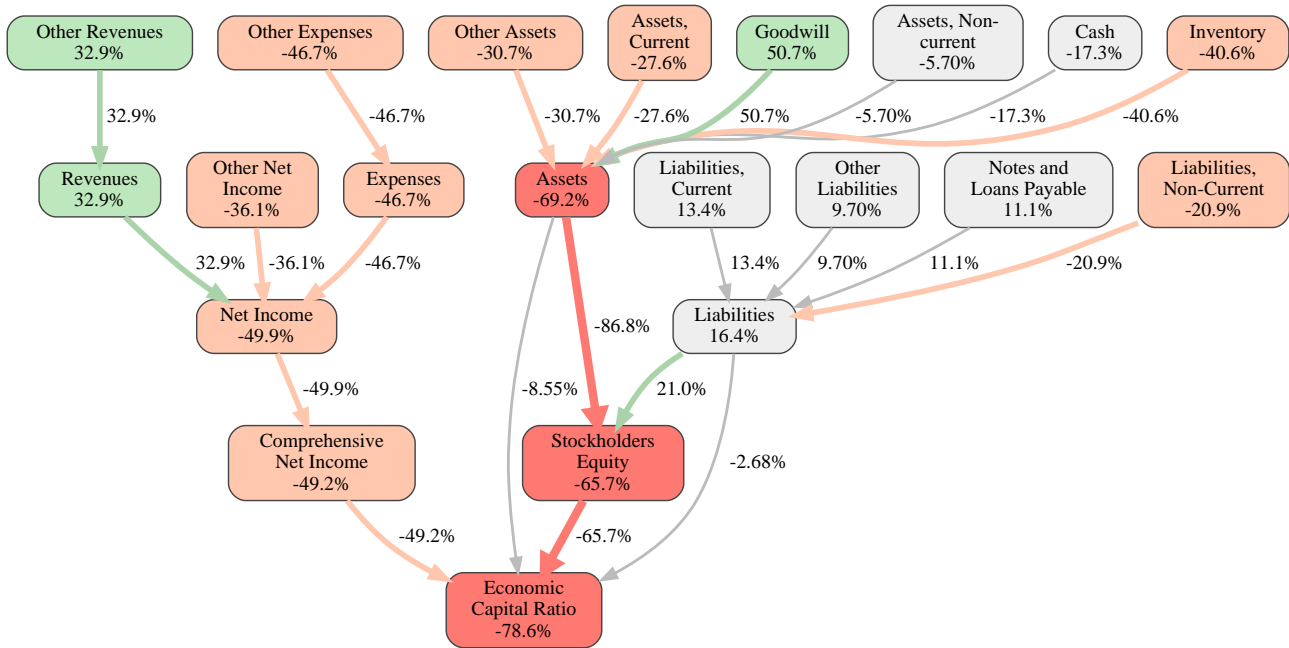 Other Revenues
32.9%
Other Expenses
-46.7%
Other Assets
-30.7%
Assets,
Current
-27.6%
Goodwill
50.7%
Assets, Non-
current
-5.70%
Cash
-17.3%
Inventory
-40.6%
32.9%
-46.7%
-30.7%
-27.6%
50.7%
-5.70%
-17.3%
-40.6%
Revenues
32.9%
Other Net
Income
-36.1%
Expenses
-46.7%
Assets
-69.2%
Liabilities,
Current
13.4%
Other
Liabilities
9.70%
Notes and
Loans Payable
11.1%
Liabilities,
Non-Current
-20.9%
32.9%
-36.1%
-46.7%
13.4%
9.70%
11.1%
-20.9%
Net Income
-49.9%
-86.8%
Liabilities
16.4%
-49.9%
-8.55%
21.0%
Comprehensive
Net Income
-49.2%
Stockholders
Equity
-65.7%
-2.68%
-49.2%
-65.7%
Economic
Capital Ratio
-78.6%